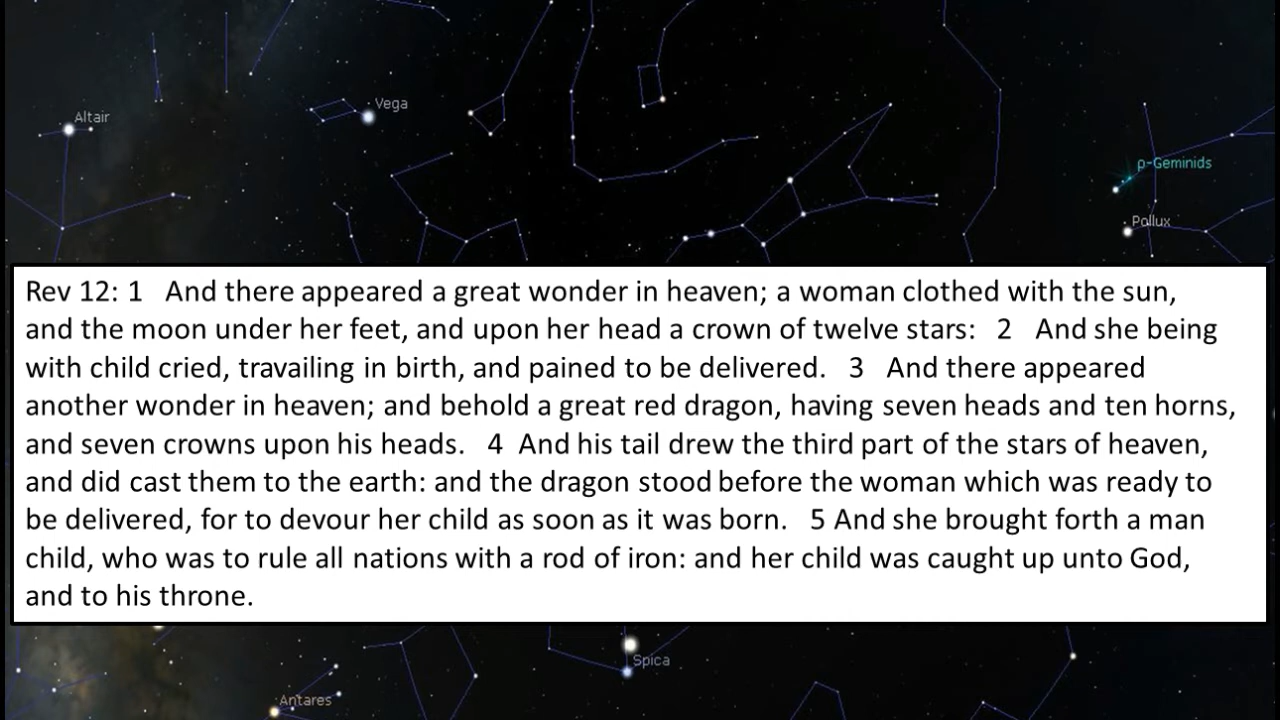 Altair
Vega
ρ-Geminids
Pollux
Rev 12: 1 And there appeared a great wonder in heaven; a woman clothed with the sun,
and the moon under her feet, and upon her head a crown of twelve stars: 2 And she being
with child cried, travailing in birth, and pained to be delivered. 3 And there appeared
another wonder in heaven; and behold a great red dragon, having seven heads and ten horns,
and seven crowns upon his heads. 4 And his tail drew the third part of the stars of heaven,
and did cast them to the earth: and the dragon stood before the woman which was ready to
be delivered, for to devour her child as soon as it was born. 5 And she brought forth a man
child, who was to rule all nations with a rod of iron: and her child was caught up unto God,
and to his throne.
Spica
Antares